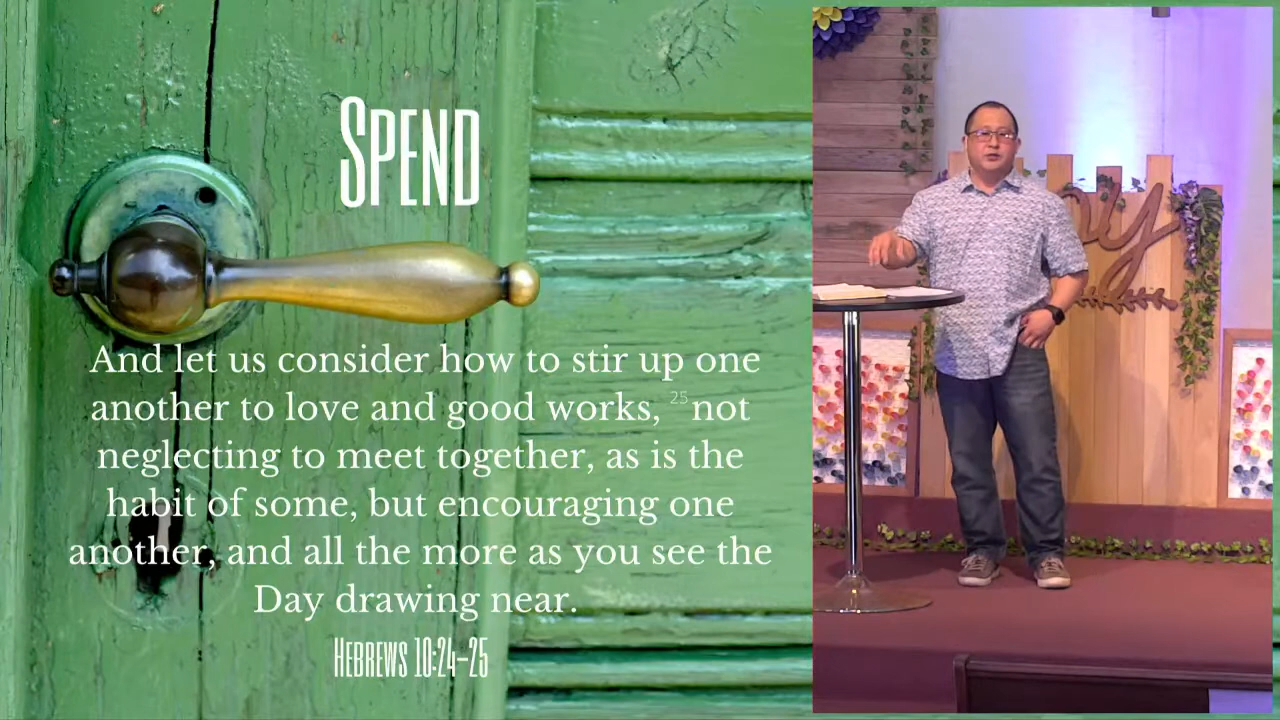 SPEND
And let us consider how to stir up one
another to love and good works, 25 not
neglecting to meet together, as is the
habit of some, but encouraging one
another, and all the more as you see the
Day drawing near.
HEBREWS 10:24–25